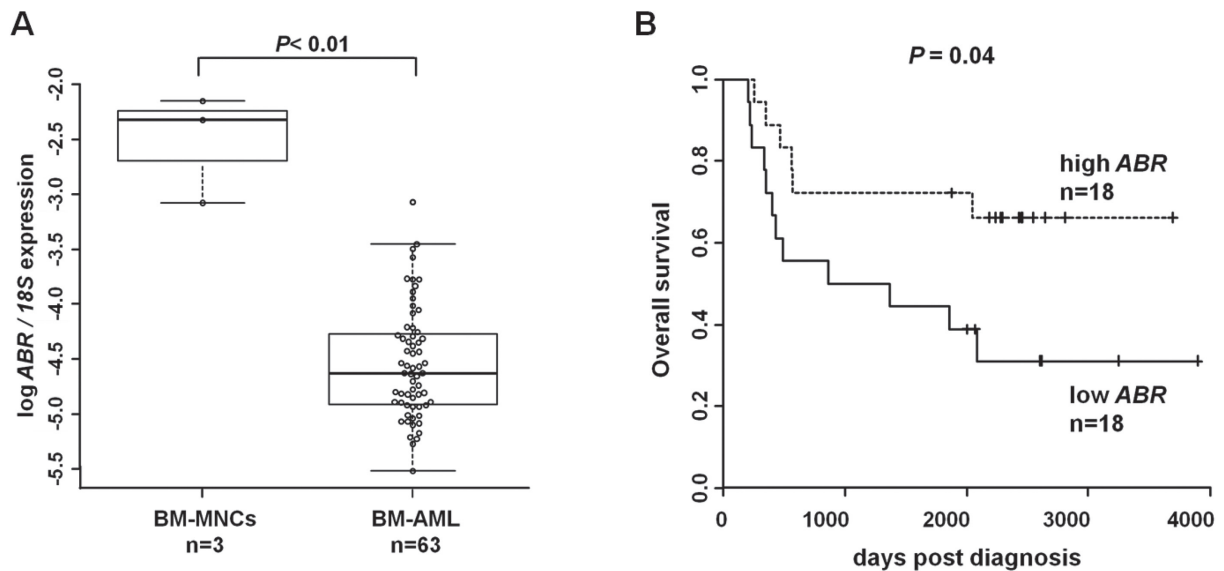 A
P< 0.01
log ABR / 18S expression
-2.0
-2.5
-3.0
-3.5
-4.0
-4.5
-5.0
-5.5
BM-MNCs
n=3
BM-AML
n=63
B
P = 0.04
Overall survival
1.0
0.8
0.6
0.4
0.2
0.0
high ABR
n=18
low ABR
n=18
0
1000
2000
3000
4000
days post diagnosis